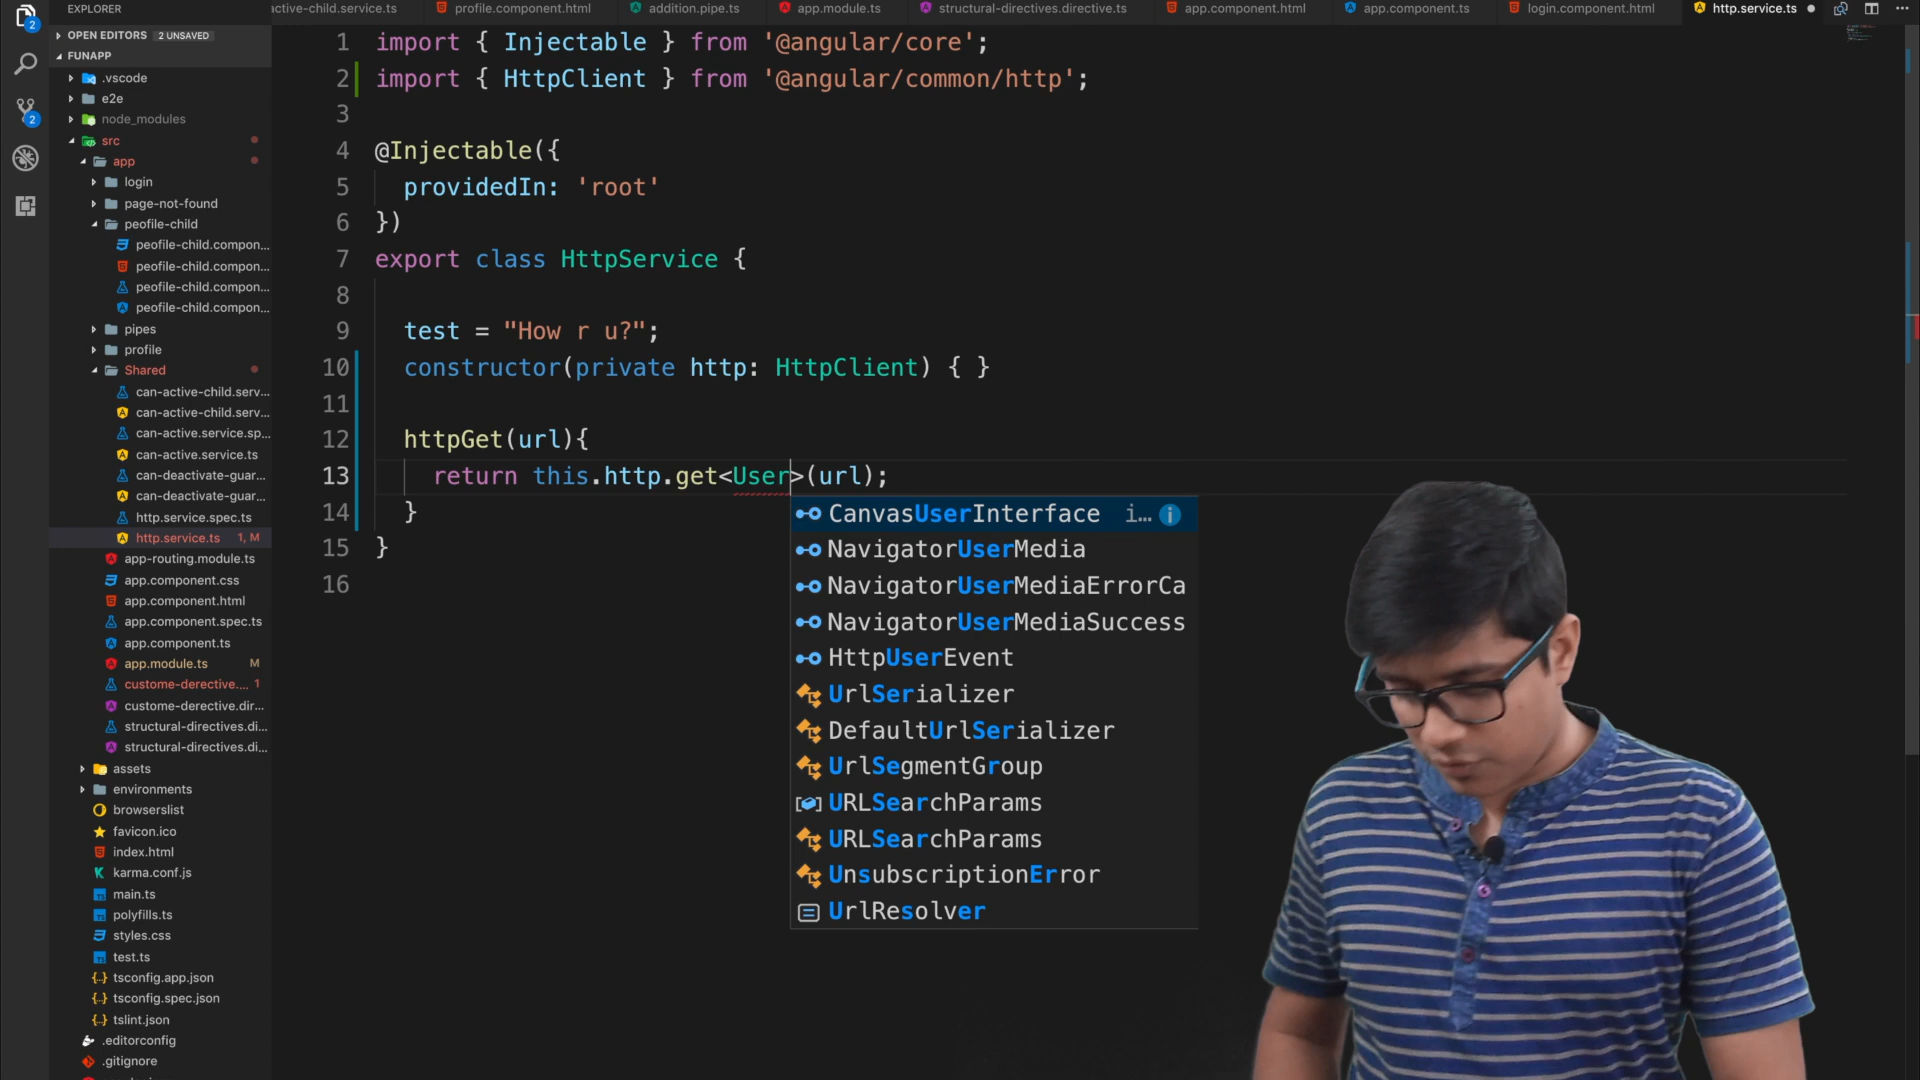 EXPLORER
OPEN EDITORS 2 UNSAVED
FUNAPP
.vscode
e2e
node_modules
src
app
login
page-not-found
peofile-child
peofile-child.compon...
peofile-child.compon...
peofile-child.compon...
peofile-child.compon...
pipes
profile
Shared
can-active-child.serv...
can-active-child.serv...
can-active.service.sp...
can-active.service.ts
can-deactivate-guar...
can-deactivate-guar...
http.service.spec.ts
http.service.ts 1, M
app-routing.module.ts
app.component.css
app.component.html
app.component.spec.ts
app.component.ts
app.module.ts M
custome-derective.... 1
custome-derective.dir...
structural-directives.di...
structural-directives.di...
assets
environments
browserslist
favicon.ico
index.html
karma.conf.js
main.ts
polyfills.ts
styles.css
test.ts
tsconfig.app.json
tsconfig.spec.json
tslint.json
.editorconfig
.gitignore
2
2
active-child.service.ts profile.component.html addition.pipe.ts app.module.ts structural-directives.directive.ts app.component.html app.component.ts login.component.html http.service.ts
1 import { Injectable } from '@angular/core';
2 import { HttpClient } from '@angular/common/http';
3
4 @Injectable({
5 providedIn: 'root'
6 })
7 export class HttpService {
8
9 test = "How r u?";
10 constructor(private http: HttpClient) { }
11
12 httpGet(url){
13 return this.http.get<User>(url);
14 }
15 }
16
CanvasUserInterface i...
NavigatorUserMedia
NavigatorUserMediaErrorCa
NavigatorUserMediaSuccess
HttpUserEvent
UrlSerializer
DefaultUrlSerializer
UrlSegmentGroup
URLSearchParams
URLSearchParams
UnsubscriptionError
UrlResolver